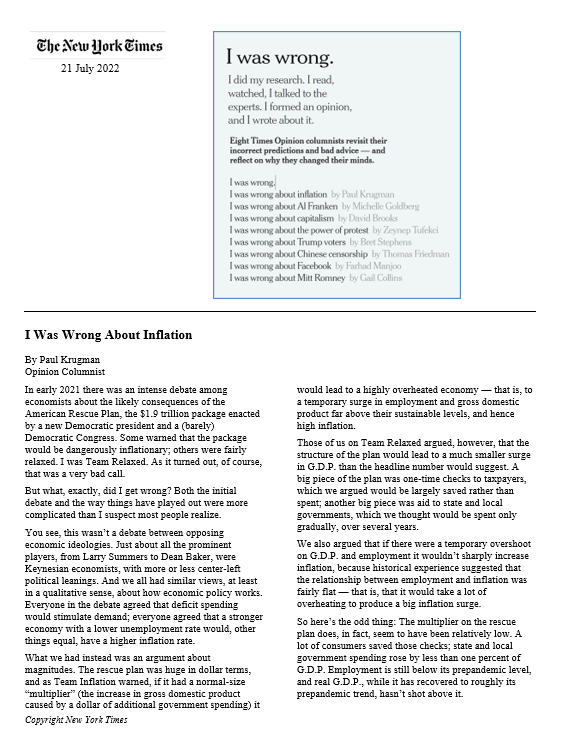 The New York Times
21 July 2022
I was wrong.
I did my research. I read,
watched, I talked to the
experts. I formed an opinion,
and I wrote about it.
Eight Times Opinion columnists revisit their
incorrect predictions and bad advice — and
reflect on why they changed their minds.
I was wrong.
I was wrong about inflation by Paul Krugman
I was wrong about Al Franken by Michelle Goldberg
I was wrong about capitalism by David Brooks
I was wrong about the power of protest by Zeynep Tufekci
I was wrong about Trump voters by Bret Stephens
I was wrong about Chinese censorship by Thomas Friedman
I was wrong about Facebook by Farhad Manjoo
I was wrong about Mitt Romney by Gail Collins
I Was Wrong About Inflation
By Paul Krugman
Opinion Columnist
In early 2021 there was an intense debate among
economists about the likely consequences of the
American Rescue Plan, the $1.9 trillion package enacted
by a new Democratic president and a (barely)
Democratic Congress. Some warned that the package
would be dangerously inflationary; others were fairly
relaxed. I was Team Relaxed. As it turned out, of course,
that was a very bad call.
But what, exactly, did I get wrong? Both the initial
debate and the way things have played out were more
complicated than I suspect most people realize.
You see, this wasn't a debate between opposing
economic ideologies. Just about all the prominent
players, from Larry Summers to Dean Baker, were
Keynesian economists, with more or less center-left
political leanings. And we all had similar views, at least
in a qualitative sense, about how economic policy works.
Everyone in the debate agreed that deficit spending
would stimulate demand; everyone agreed that a stronger
economy with a lower unemployment rate would, other
things equal, have a higher inflation rate.
What we had instead was an argument about
magnitudes. The rescue plan was huge in dollar terms,
and as Team Inflation warned, if it had a normal-size
“multiplier” (the increase in gross domestic product
caused by a dollar of additional government spending) it
Copyright New York Times
would lead to a highly overheated economy — that is, to
a temporary surge in employment and gross domestic
product far above their sustainable levels, and hence
high inflation.
Those of us on Team Relaxed argued, however, that the
structure of the plan would lead to a much smaller surge
in G.D.P. than the headline number would suggest. A
big piece of the plan was one-time checks to taxpayers,
which we argued would be largely saved rather than
spent; another big piece was aid to state and local
governments, which we thought would be spent only
gradually, over several years.
We also argued that if there were a temporary overshoot
on G.D.P. and employment it wouldn't sharply increase
inflation, because historical experience suggested that
the relationship between employment and inflation was
fairly flat — that is, that it would take a lot of
overheating to produce a big inflation surge.
So here's the odd thing: The multiplier on the rescue
plan does, in fact, seem to have been relatively low. A
lot of consumers saved those checks; state and local
government spending rose by less than one percent of
G.D.P. Employment is still below its prepandemic level,
and real G.D.P., while it has recovered to roughly its
prepandemic trend, hasn't shot above it.